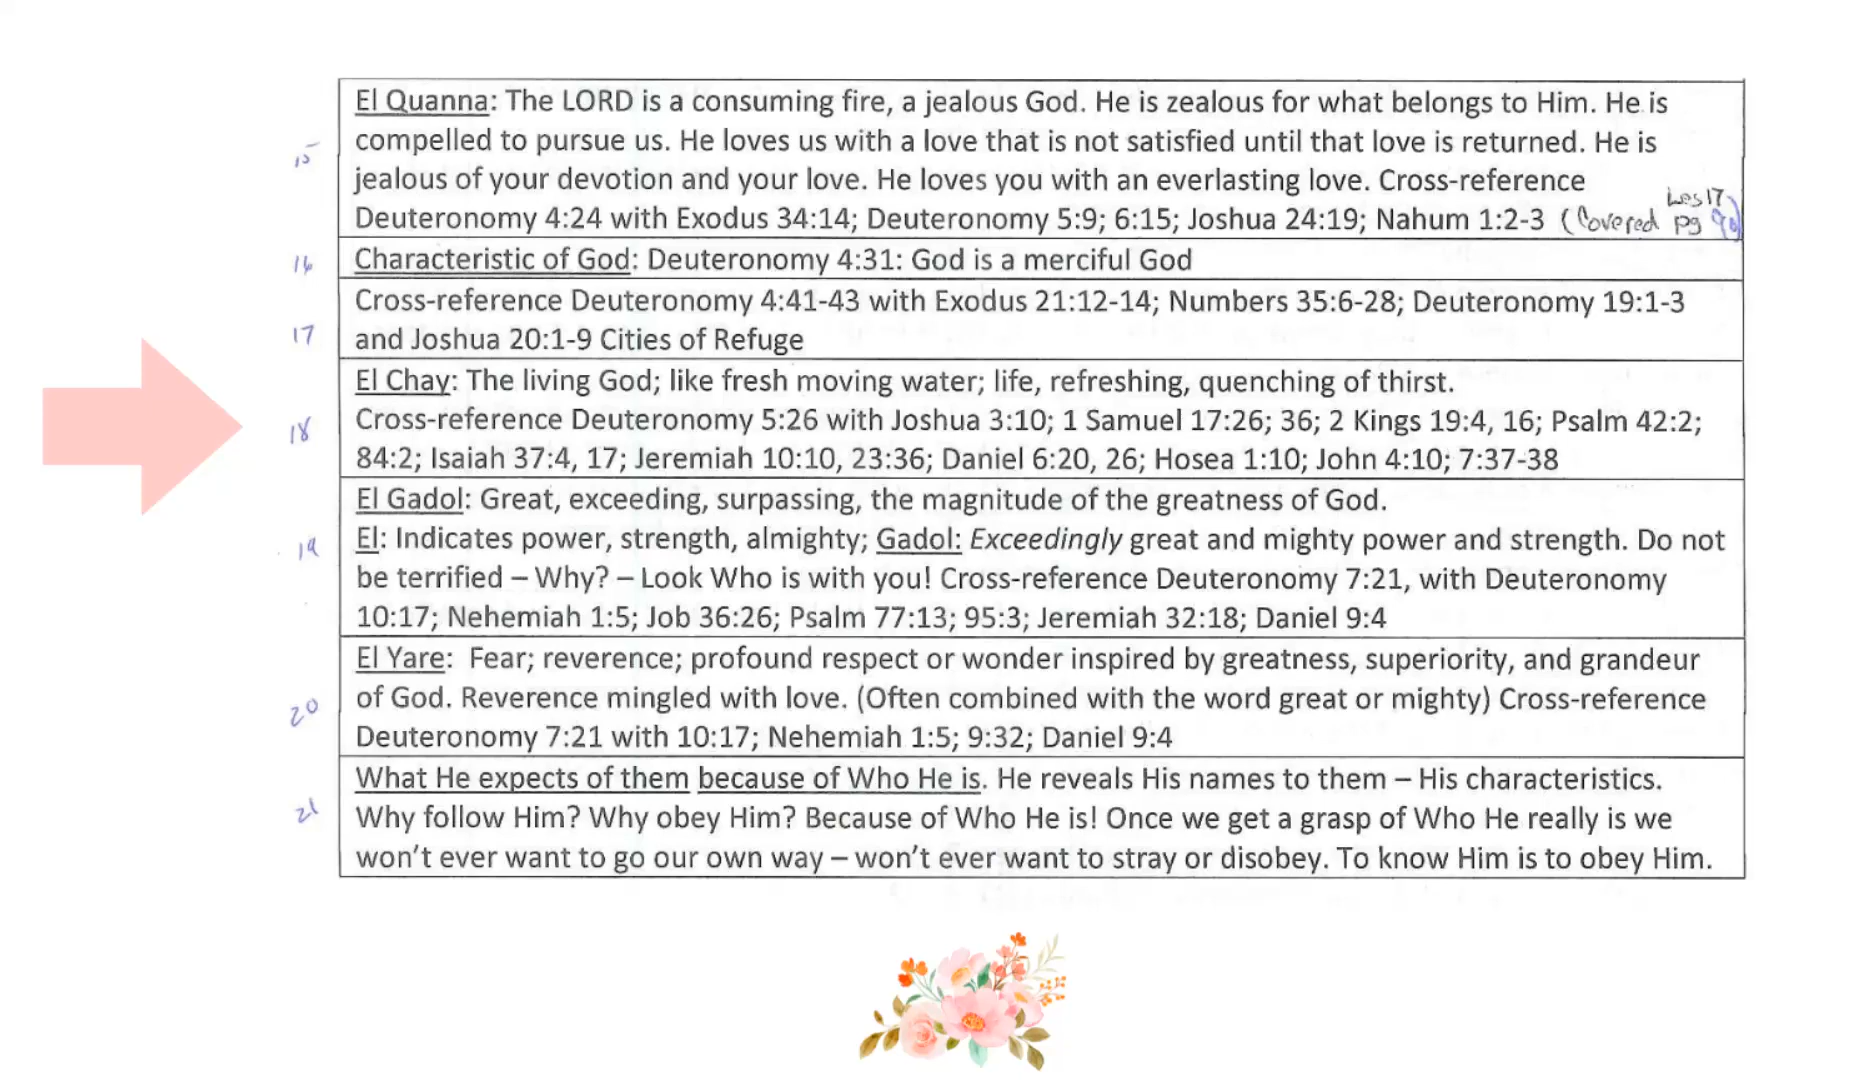 El Quanna: The LORD is a consuming fire, a jealous God. He is zealous for what belongs to Him. He is
15 compelled to pursue us. He loves us with a love that is not satisfied until that love is returned. He is
jealous of your devotion and your love. He loves you with an everlasting love. Cross-reference
Les 17
Deuteronomy 4:24 with Exodus 34:14; Deuteronomy 5:9; 6:15; Joshua 24:19; Nahum 1:2-3 (Covered pg
16 Characteristic of God: Deuteronomy 4:31: God is a merciful God
Cross-reference Deuteronomy 4:41-43 with Exodus 21:12-14; Numbers 35:6-28; Deuteronomy 19:1-3
17 and Joshua 20:1-9 Cities of Refuge
El Chay: The living God; like fresh moving water; life, refreshing, quenching of thirst.
18 Cross-reference Deuteronomy 5:26 with Joshua 3:10; 1 Samuel 17:26; 36; 2 Kings 19:4, 16; Psalm 42:2;
84:2; Isaiah 37:4, 17; Jeremiah 10:10, 23:36; Daniel 6:20, 26; Hosea 1:10; John 4:10; 7:37-38
El Gadol: Great, exceeding, surpassing, the magnitude of the greatness of God.
19 El: Indicates power, strength, almighty; Gadol: Exceedingly great and mighty power and strength. Do not
be terrified – Why? – Look Who is with you! Cross-reference Deuteronomy 7:21, with Deuteronomy
10:17; Nehemiah 1:5; Job 36:26; Psalm 77:13; 95:3; Jeremiah 32:18; Daniel 9:4
El Yare: Fear; reverence; profound respect or wonder inspired by greatness, superiority, and grandeur
20 of God. Reverence mingled with love. (Often combined with the word great or mighty) Cross-reference
Deuteronomy 7:21 with 10:17; Nehemiah 1:5; 9:32; Daniel 9:4
What He expects of them because of Who He is. He reveals His names to them – His characteristics.
21 Why follow Him? Why obey Him? Because of Who He is! Once we get a grasp of Who He really is we
won't ever want to go our own way – won't ever want to stray or disobey. To know Him is to obey Him.